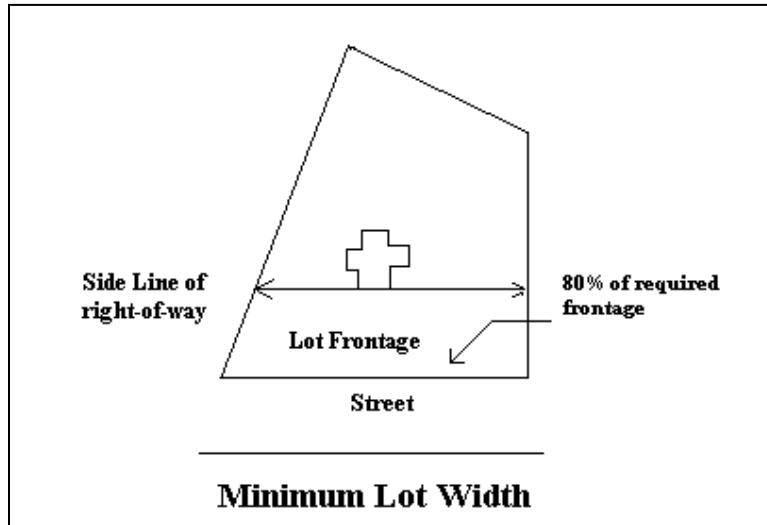 Side Line of
right-of-way
80% of required
frontage
Lot Frontage
Street
Minimum Lot Width